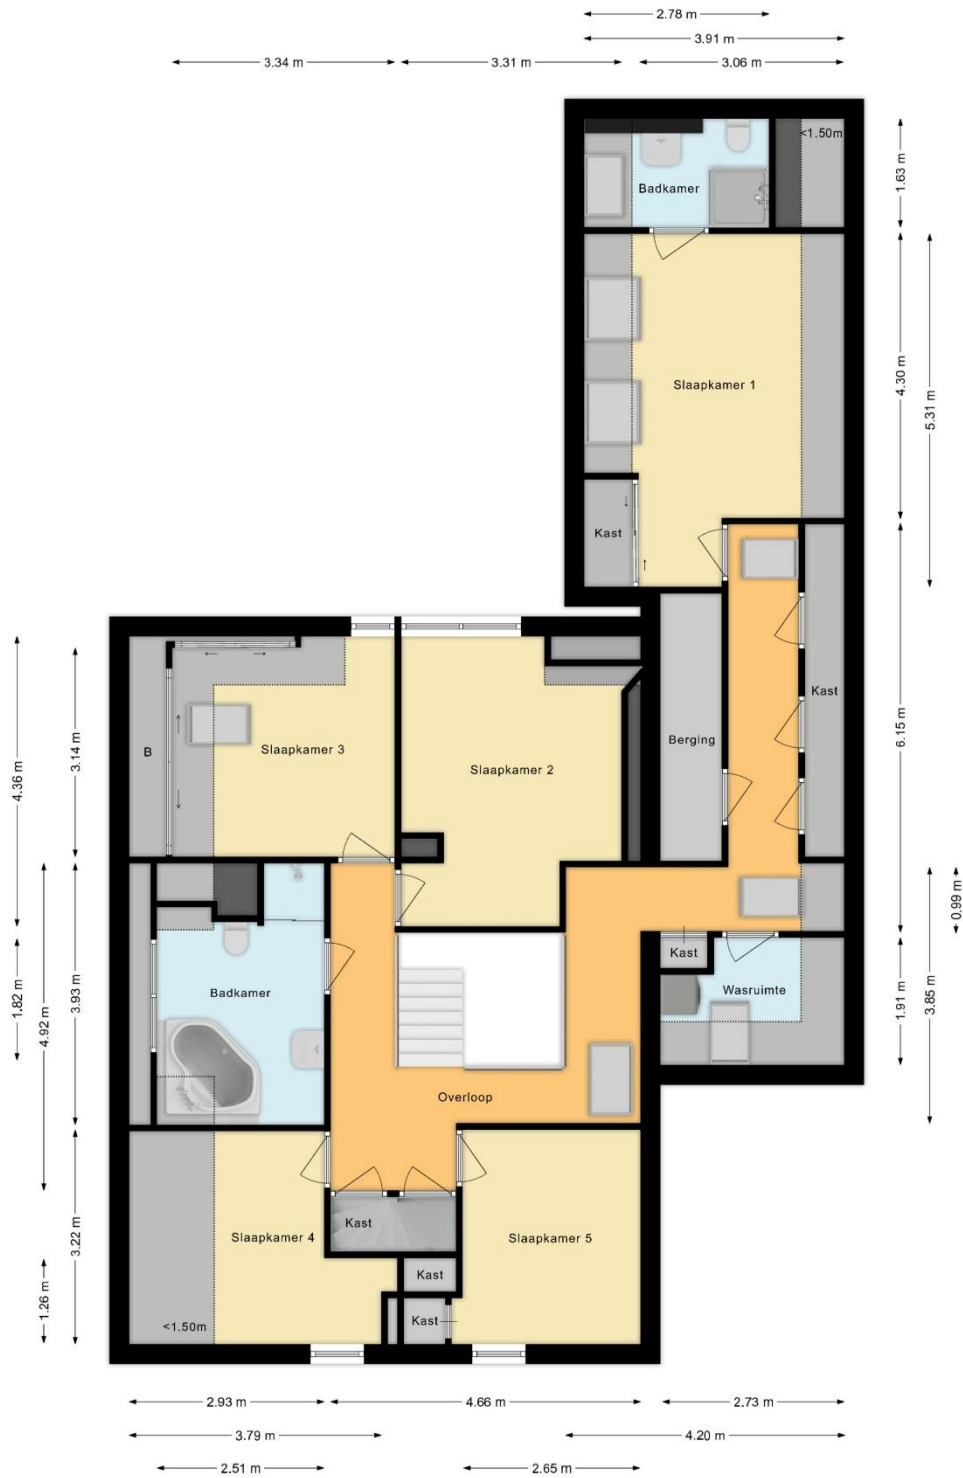 2.78 m
3.91 m
3.34 m
3.31 m
3.06 m
<1.50m
1.63 m
Badkamer
4.30 m
5.31 m
Slaapkamer 1
Kast
Kast
6.15 m
Berging
B
Slaapkamer 3
Slaapkamer 2
3.14 m
4.36 m
0.99 m
Kast
Wasruimte
1.91 m
3.85 m
Badkamer
1.82 m
4.92 m
3.93 m
Overloop
Kast
Slaapkamer 4
Slaapkamer 5
3.22 m
Kast
1.26 m
Kast
<1.50m
2.93 m
4.66 m
2.73 m
3.79 m
4.20 m
2.51 m
2.65 m